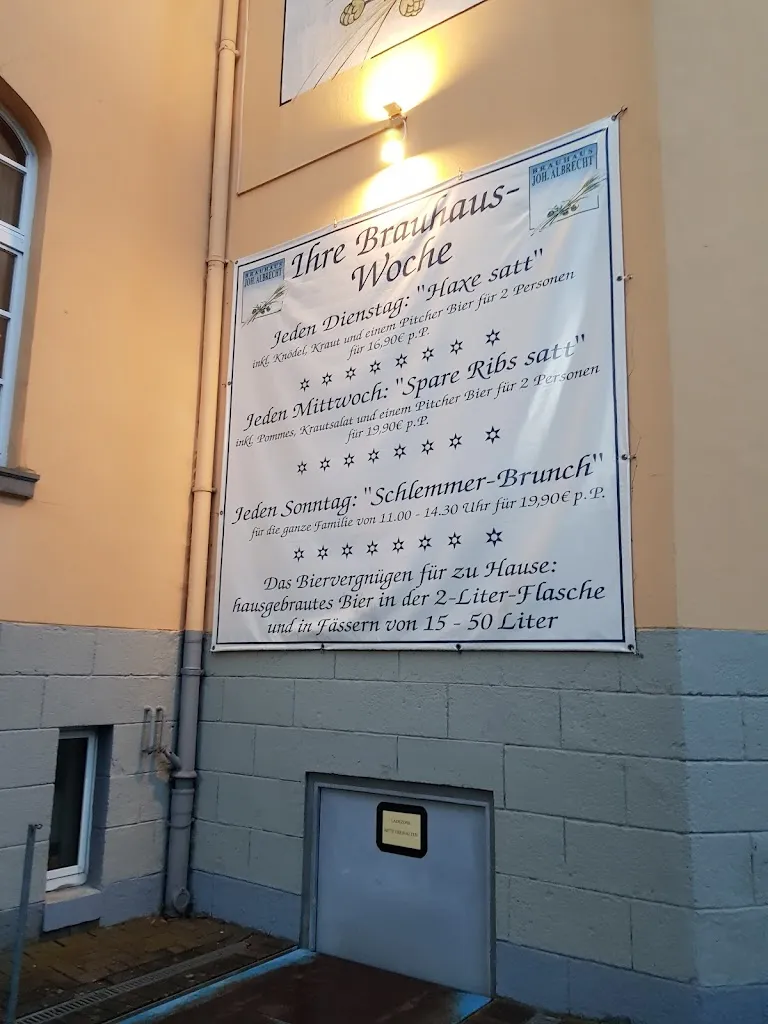 BRAUHAUS
JOH. ALBRECHT
BRAUHAUS
JOH. ALBRECHT
Ihre Brauhaus-
Woche
Jeden Dienstag: "Haxe satt"
inkl. Knödel, Kraut und einem Pitcher Bier für 2 Personen
für 16,90€ p.P.
Jeden Mittwoch: "Spare Ribs satt"
inkl. Pommes, Krautsalat und einem Pitcher Bier für 2 Personen
für 19,90€ p.P.
Jeden Sonntag: "Schlemmer-Brunch"
für die ganze Familie von 11.00 - 14.30 Uhr für 19,90€ p.P.
Das Biervergnügen für zu Hause:
hausgebrautes Bier in der 2-Liter-Flasche
und in Fässern von 15 - 50 Liter